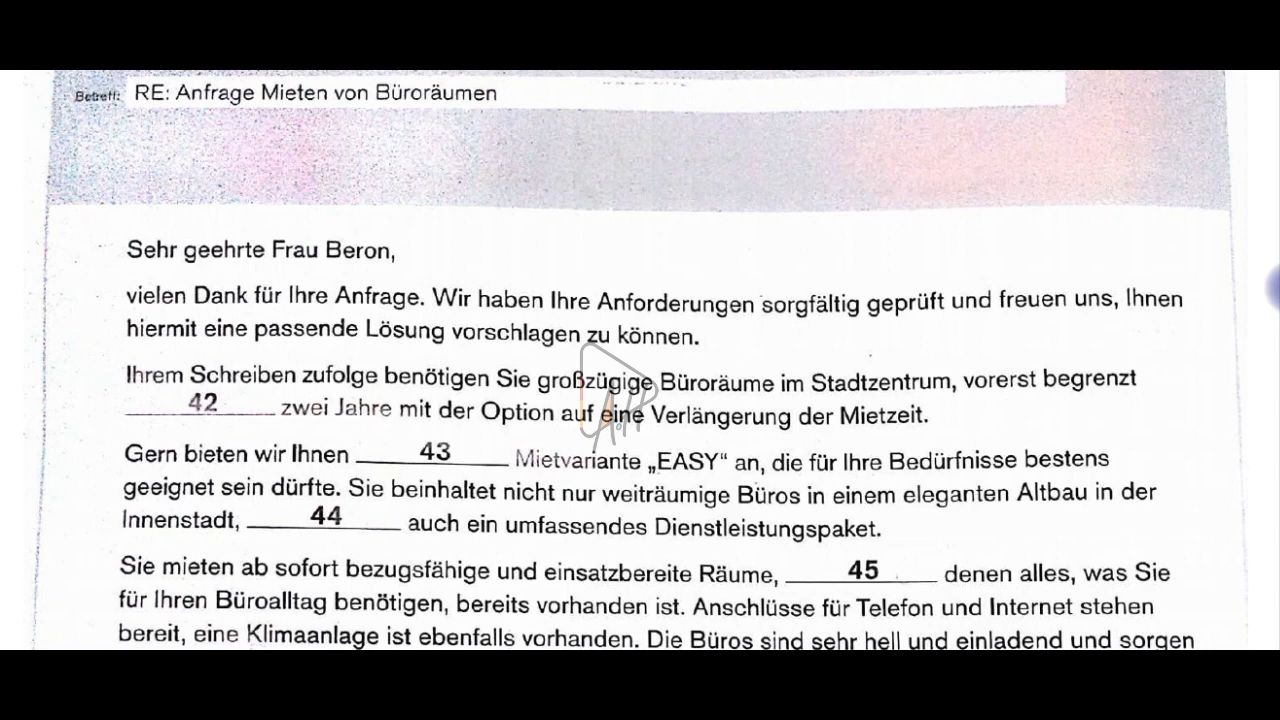 Betreff: RE: Anfrage Mieten von Büroräumen
Sehr geehrte Frau Beron,
vielen Dank für Ihre Anfrage. Wir haben Ihre Anforderungen sorgfältig geprüft und freuen uns, Ihnen
hiermit eine passende Lösung vorschlagen zu können.
Ihrem Schreiben zufolge benötigen Sie großzügige Büroräume im Stadtzentrum, vorerst begrenzt
___42___ zwei Jahre mit der Option auf eine Verlängerung der Mietzeit.
Gern bieten wir Ihnen ___43___ Mietvariante „EASY“ an, die für Ihre Bedürfnisse bestens
geeignet sein dürfte. Sie beinhaltet nicht nur weiträumige Büros in einem eleganten Altbau in der
Innenstadt, ___44___ auch ein umfassendes Dienstleistungspaket.
Sie mieten ab sofort bezugsfähige und einsatzbereite Räume, ___45___ denen alles, was Sie
für Ihren Büroalltag benötigen, bereits vorhanden ist. Anschlüsse für Telefon und Internet stehen
bereit, eine Klimaanlage ist ebenfalls vorhanden. Die Büros sind sehr hell und einladend und sorgen